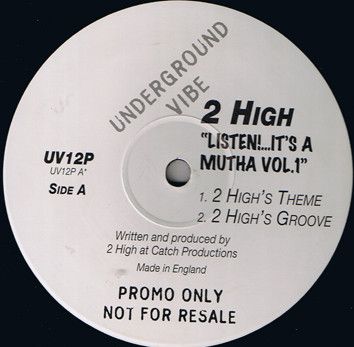 UNDERGROUND
VIBE
2 HIGH
"LISTEN!...IT'S A
MUTHA VOL.1"
UV12P
UV12P A*
SIDE A
1. 2 HIGH'S THEME
2. 2 HIGH'S GROOVE
Written and produced by
2 High at Catch Productions
Made in England
PROMO ONLY
NOT FOR RESALE